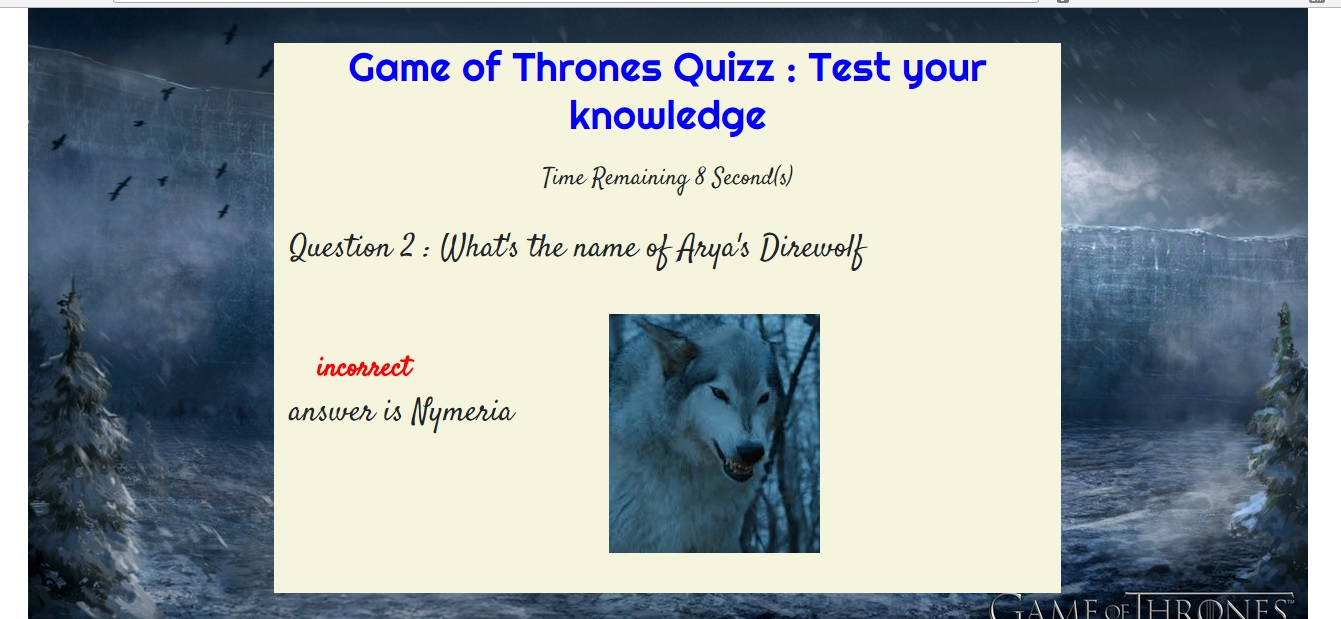 Game of Thrones Quizz : Test your
knowledge
Time Remaining 8 Second(s)
Question 2 : What's the name of Arya's Direwolf
incorrect
answer is Nymeria
GAME OF THRONES™